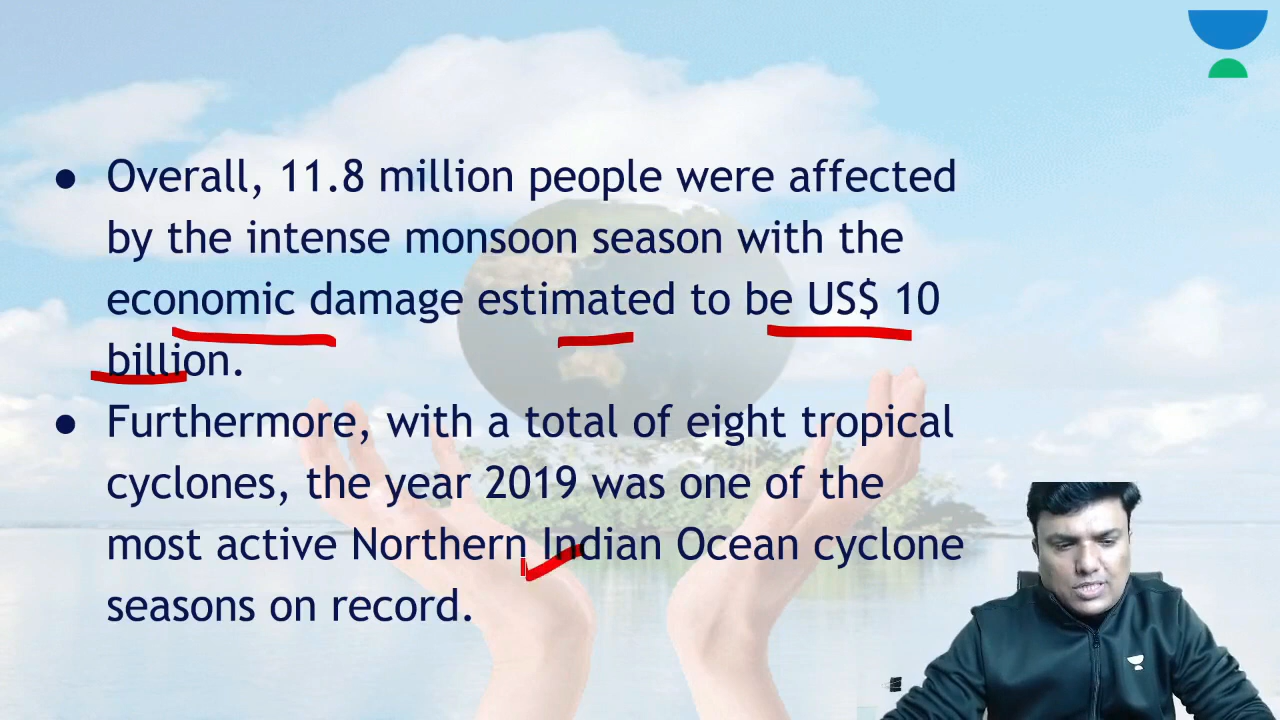 ● Overall, 11.8 million people were affected
by the intense monsoon season with the
economic damage estimated to be US$ 10
billion.
● Furthermore, with a total of eight tropical
cyclones, the year 2019 was one of the
most active Northern Indian Ocean cyclone
seasons on record.